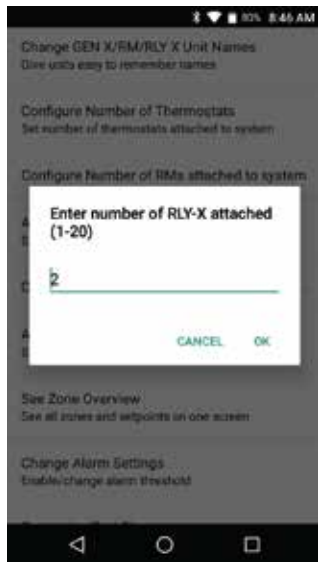 8:46 AM
Change GEN X/RM/RLY X Unit Names
Give units easy to remember names
Configure Number of Thermostats
Set number of thermostats attached to system
Configure Number of RMs attached to system
Enter number of RLY-X attached
(1-20)
2
CANCEL OK
See Zone Overview
See all zones and setpoints on one screen
Change Alarm Settings
Enable/change alarm threshold